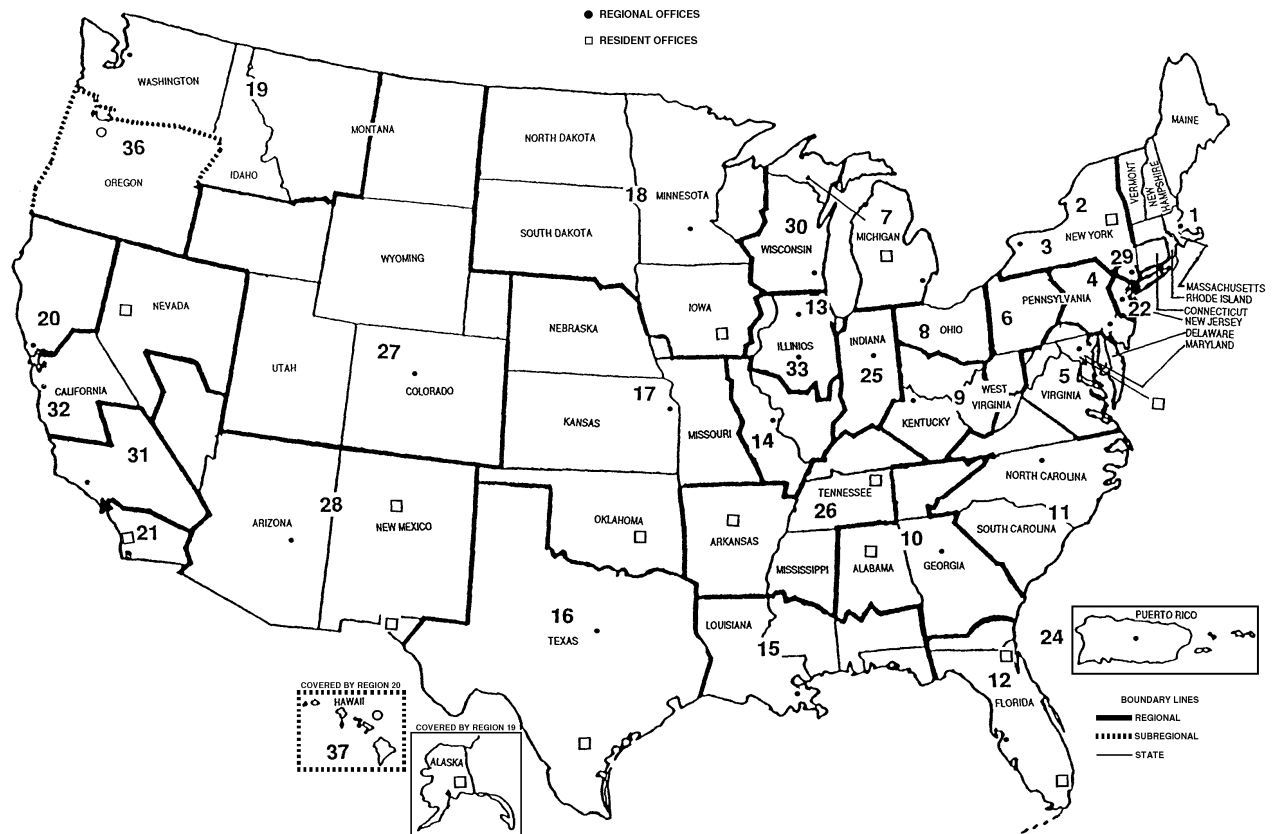 REGIONAL OFFICES
RESIDENT OFFICES
WASHINGTON
19
MONTANA
36
OREGON
IDAHO
NORTH DAKOTA
18
MINNESOTA
SOUTH DAKOTA
WYOMING
30
WISCONSIN
7
MICHIGAN
MAINE
VERMONT
NEW HAMPSHIRE
2
1
3
NEW YORK
29
4
MASSACHUSETTS
RHODE ISLAND
22
CONNECTICUT
NEW JERSEY
DELAWARE
MARYLAND
NEVADA
20
CALIFORNIA
32
UTAH
27
COLORADO
NEBRASKA
IOWA
13
ILLINIOS
33
INDIANA
25
8
OHIO
6
PENNSYLVANIA
17
KANSAS
MISSOURI
14
KENTUCKY
9
WEST
VIRGINIA
5
VIRGINIA
31
21
28
ARIZONA
NEW MEXICO
OKLAHOMA
ARKANSAS
TENNESSEE
26
NORTH CAROLINA
11
SOUTH CAROLINA
10
MISSISSIPPI
ALABAMA
GEORGIA
16
TEXAS
LOUISIANA
15
24
PUERTO RICO
12
FLORIDA
COVERED BY REGION 20
HAWAII
37
COVERED BY REGION 19
ALASKA
BOUNDARY LINES
REGIONAL
SUBREGIONAL
STATE